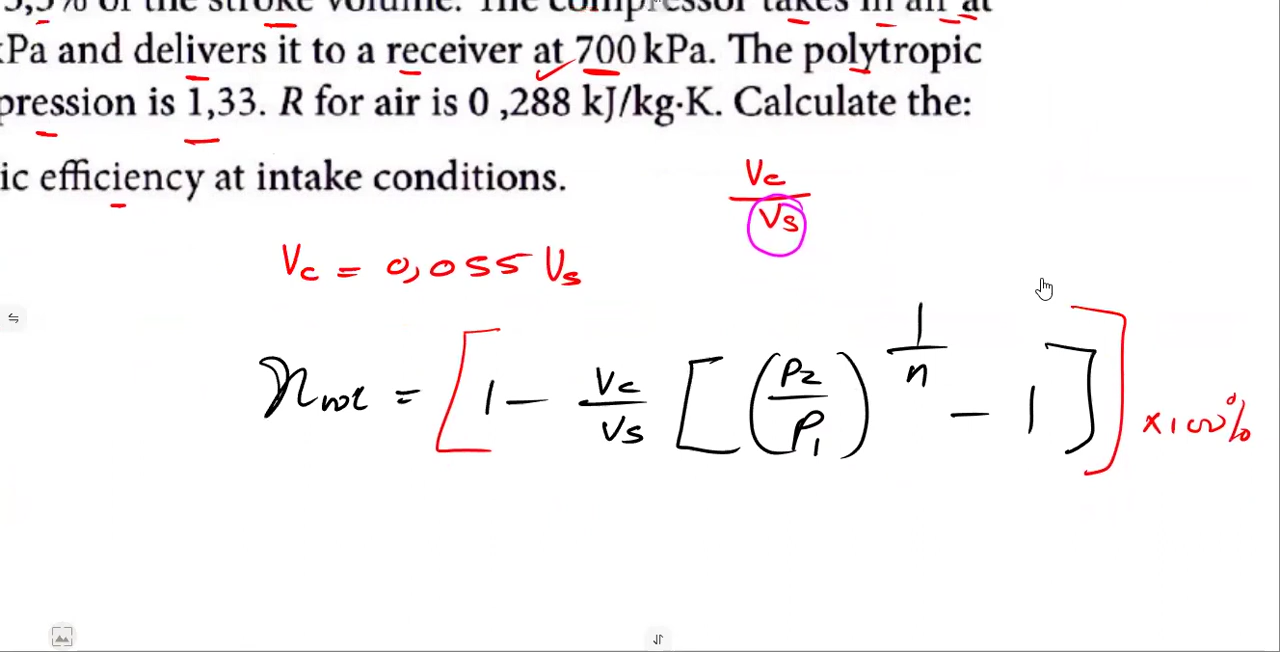 5,5% of the stroke volume. The compressor takes in air at
kPa and delivers it to a receiver at 700 kPa. The polytropic
pression is 1,33. R for air is 0 ,288 kJ/kg·K. Calculate the:
ic efficiency at intake conditions.
Vc / Vs
Vc = 0,055 Vs
ηvol = [1 - Vc/Vs [(P2/P1)^(1/n) - 1]] ×100%